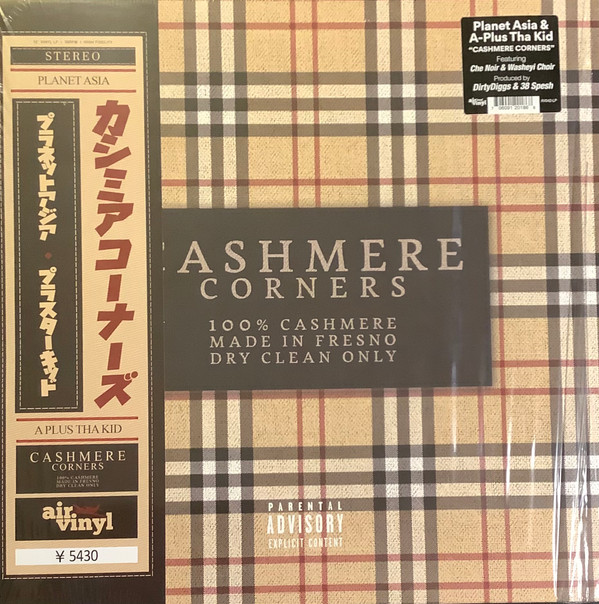 STEREO
PLANET ASIA
カシミアコーナーズ
プラネットアジア・プラスターキッド
A PLUS THA KID
CASHMERE
CORNERS
100% CASHMERE
MADE IN FRESNO
DRY CLEAN ONLY
air.
vinyl
¥ 5430
Planet Asia &
A-Plus Tha Kid
"CASHMERE CORNERS"
Featuring
Che Noir & Washeyi Choir
Produced by
DirtyDiggs & 38 Spesh
air.
vinyl
CASHMERE
CORNERS
100% CASHMERE
MADE IN FRESNO
DRY CLEAN ONLY
PARENTAL
ADVISORY
EXPLICIT CONTENT